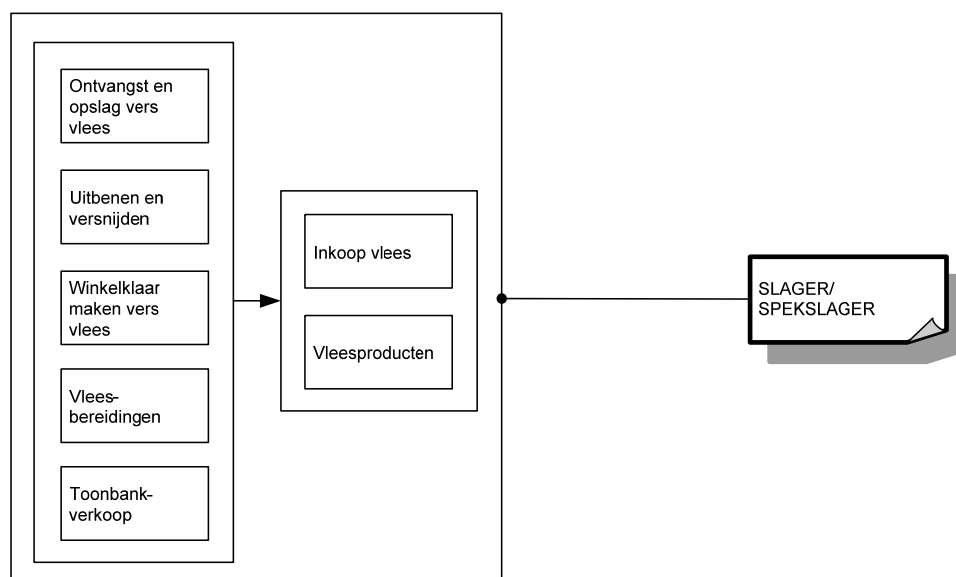 Ontvangst en
opslag vers
vlees
Uitbenen en
versnijden
Winkelklaar
maken vers
vlees
Vlees-
bereidingen
Toonbank-
verkoop
Inkoop vlees
Vleesproducten
SLAGER/
SPEKSLAGER